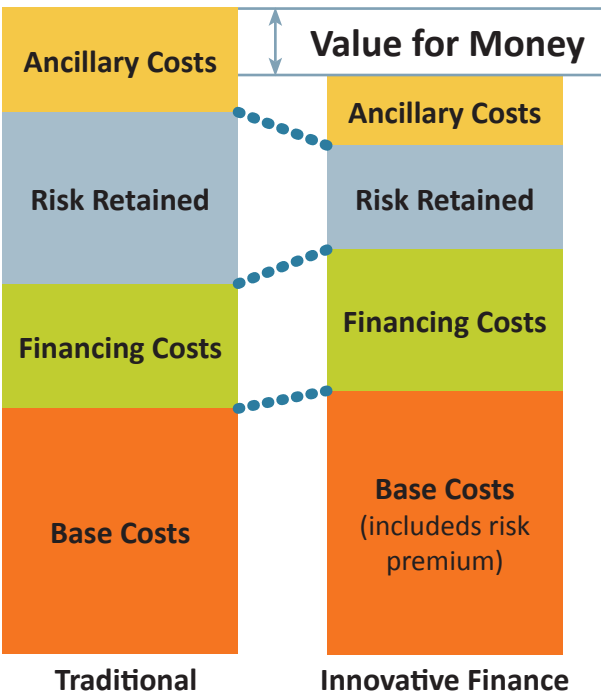 Value for Money
Ancillary Costs
Risk Retained
Financing Costs
Base Costs
Traditional
Ancillary Costs
Risk Retained
Financing Costs
Base Costs
(includeds risk
premium)
Innovative Finance